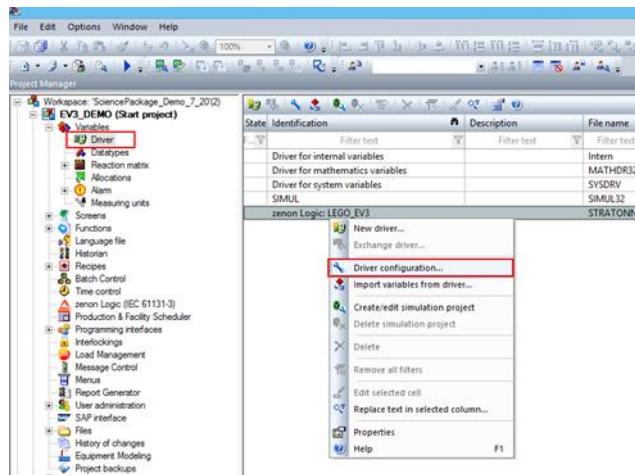 File Edit Options Window Help
100%
Project Manager
Workspace: 'SciencePackage_Demo_7_20'(2)
EV3_DEMO (Start project)
Variables
Driver
Datatypes
Reaction matrix
Allocations
Alarm
Measuring units
Screens
Functions
Language file
Historian
Recipes
Batch Control
Time control
zenon Logic (IEC 61131-3)
Production & Facility Scheduler
Programming interfaces
Interlockings
Load Management
Message Control
Menus
Report Generator
User administration
SAP interface
Files
History of changes
Equipment Modeling
Project backups
State Identification Description File name
F... Filter text Filter text Filter text
Driver for internal variables Intern
Driver for mathematics variables MATHDR32
Driver for system variables SYSDRV
SIMUL SIMUL32
zenon Logic: LEGO_EV3 STRATONN
New driver...
Exchange driver...
Driver configuration...
Import variables from driver...
Create/edit simulation project
Delete simulation project
Delete
Remove all filters
Edit selected cell
Replace text in selected column...
Properties
Help F1